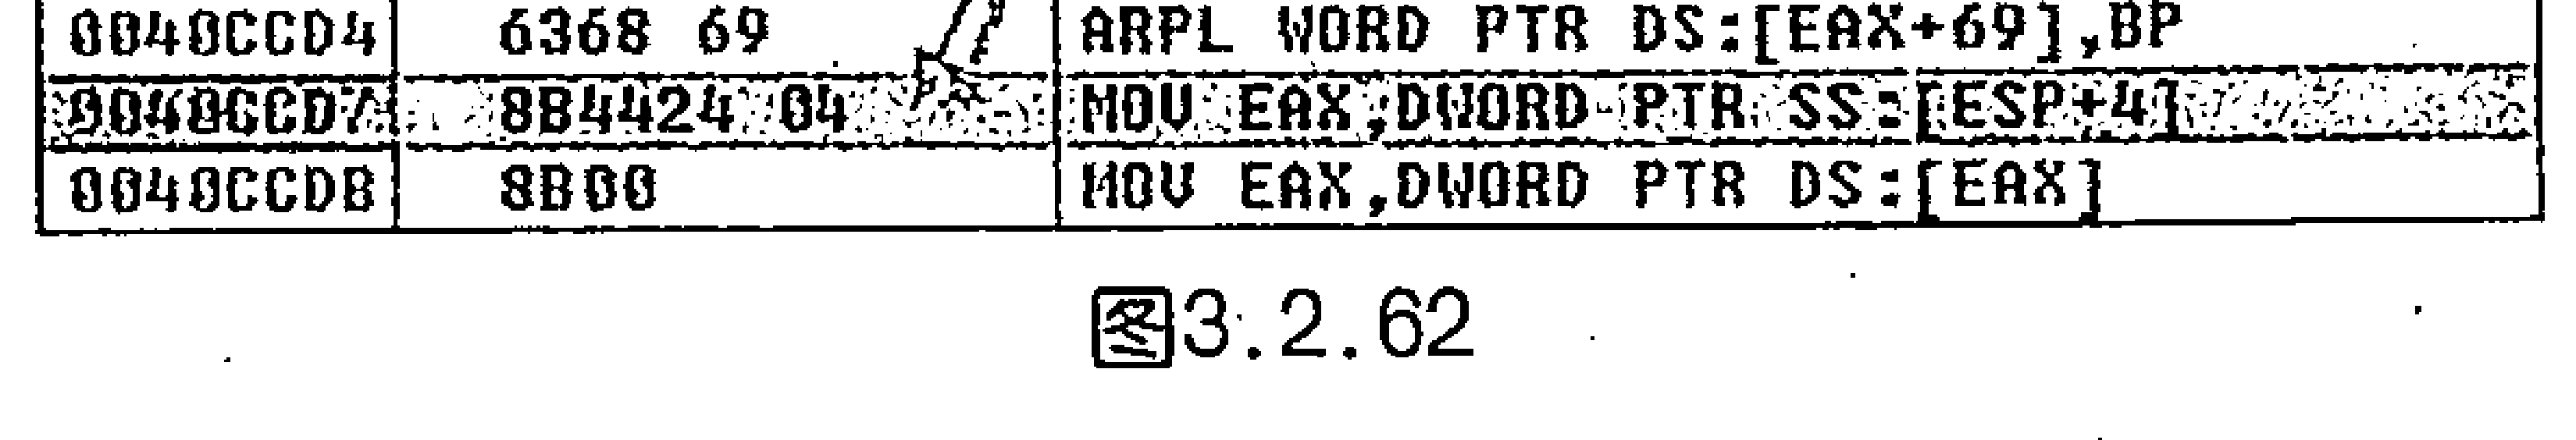 0040CCD4 6368 69 ARPL WORD PTR DS:[EAX+69],BP
0040CCD7 8B4424 04 MOV EAX,DWORD PTR SS:[ESP+4]
0040CCDB 8B00 MOV EAX,DWORD PTR DS:[EAX]
图3.2.62